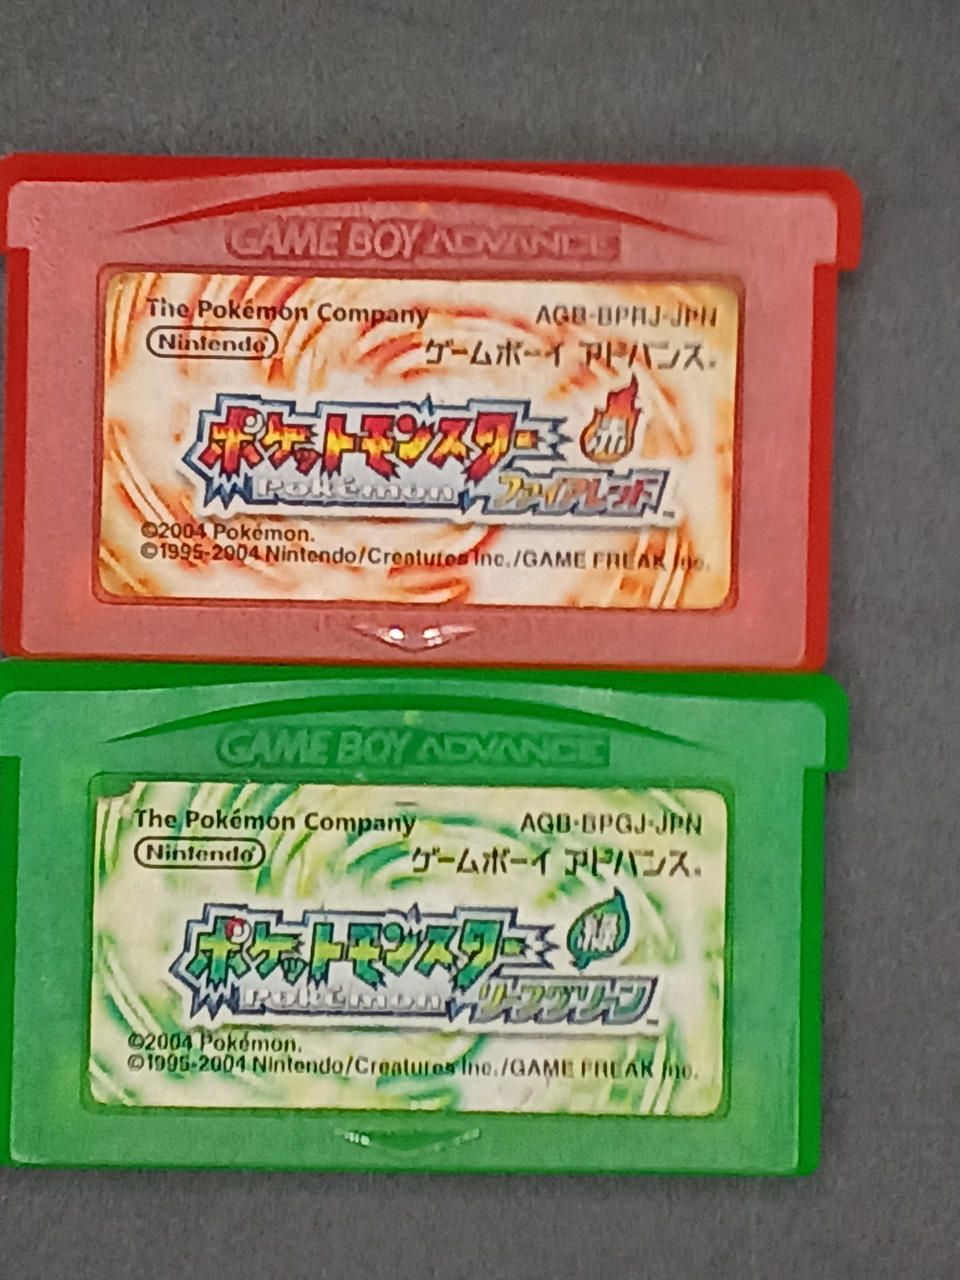 GAME BOY ADVANCE
The Pokémon Company
AGB-BPRJ-JPN
Nintendo
ゲームボーイ アドバンス®
ポケットモンスター
赤
Pokémon
ファイアレッド
™
©2004 Pokémon.
©1995-2004 Nintendo/Creatures Inc./GAME FREAK inc.
GAME BOY ADVANCE
The Pokémon Company
AGB-BPGJ-JPN
Nintendo
ゲームボーイ アドバンス®
ポケットモンスター
緑
Pokémon
リーフグリーン
™
©2004 Pokémon.
©1995-2004 Nintendo/Creatures Inc./GAME FREAK inc.